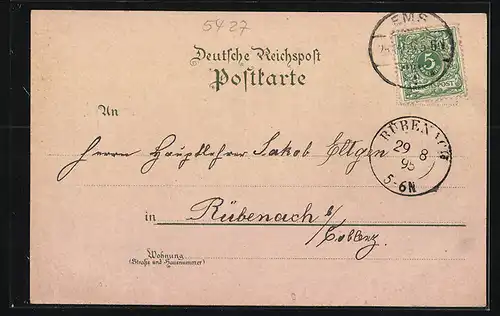 5427
EMS
5
Deutsche Reichspost
Postkarte
An
RÜBENACH
29 8
95
5-6N
Herrn Hauptlehrer Jakob Eltgen
in Rübenach b/
Coblenz.
Wohnung
(Straße und Hausnummer)